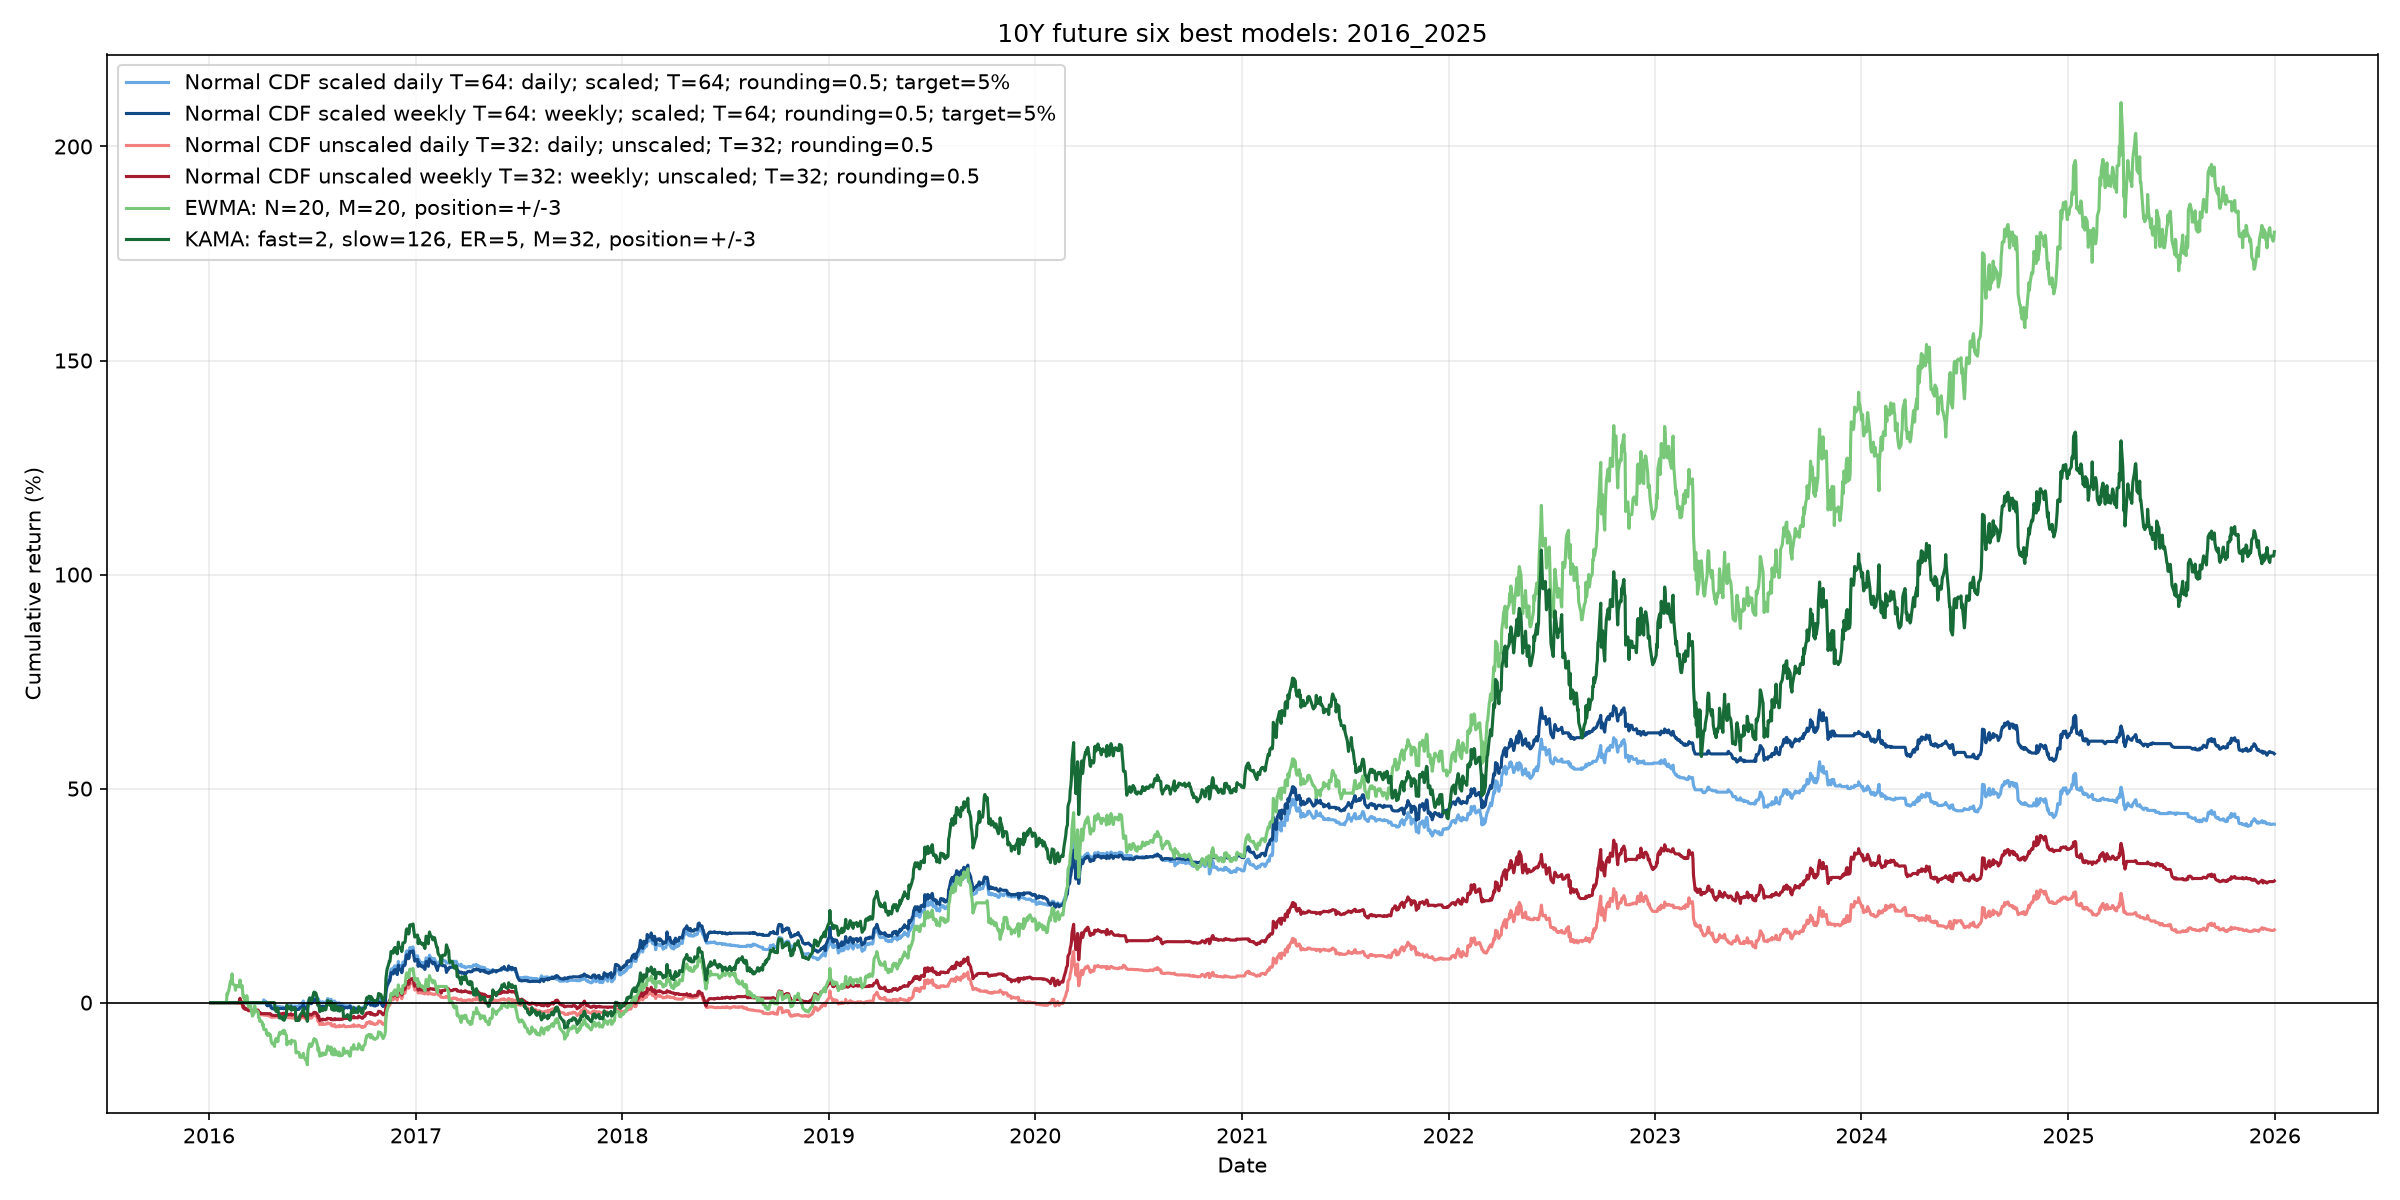 10Y future six best models: 2016_2025
Normal CDF scaled daily T=64: daily; scaled; T=64; rounding=0.5; target=5%
Normal CDF scaled weekly T=64: weekly; scaled; T=64; rounding=0.5; target=5%
Normal CDF unscaled daily T=32: daily; unscaled; T=32; rounding=0.5
Normal CDF unscaled weekly T=32: weekly; unscaled; T=32; rounding=0.5
EWMA: N=20, M=20, position=+/-3
KAMA: fast=2, slow=126, ER=5, M=32, position=+/-3
Cumulative return (%)
200
150
100
50
0
2016 2017 2018 2019 2020 2021 2022 2023 2024 2025 2026
Date